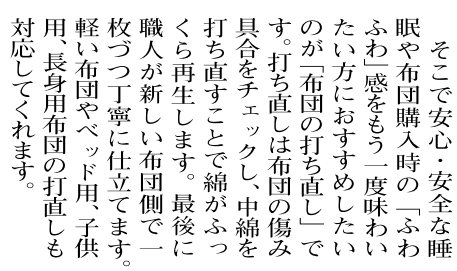 そこで安心・安全な睡
眠や布団購入時の「ふわ
ふわ」感をもう一度味わい
たい方におすすめしたい
のが「布団の打ち直し」で
す。打ち直しは布団の傷み
具合をチェックし、中綿を
打ち直すことで綿がふっ
くら再生します。最後に
職人が新しい布団側で一
枚づつ丁寧に仕立てます。
軽い布団やベッド用、子供
用、長身用布団の打直しも
対応してくれます。